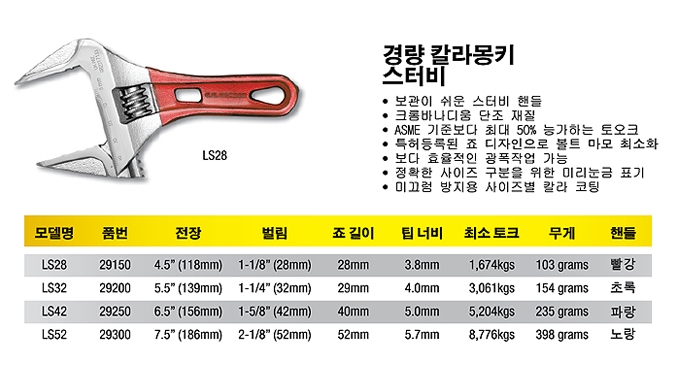 경량 칼라몽키
스터비
• 보관이 쉬운 스터비 핸들
• 크롬바나디움 단조 재질
• ASME 기준보다 최대 50% 능가하는 토오크
• 특허등록된 죠 디자인으로 볼트 마모 최소화
• 보다 효율적인 광폭작업 가능
• 정확한 사이즈 구분을 위한 미리눈금 표기
• 미끄럼 방지용 사이즈별 칼라 코팅
LS28
모델명 품번 전장 벌림 죠 길이 팁 너비 최소 토크 무게 핸들
LS28 29150 4.5” (118mm) 1-1/8” (28mm) 28mm 3.8mm 1,674kgs 103 grams 빨강
LS32 29200 5.5” (139mm) 1-1/4” (32mm) 29mm 4.0mm 3,061kgs 154 grams 초록
LS42 29250 6.5” (156mm) 1-5/8” (42mm) 40mm 5.0mm 5,204kgs 235 grams 파랑
LS52 29300 7.5” (186mm) 2-1/8” (52mm) 52mm 5.7mm 8,776kgs 398 grams 노랑